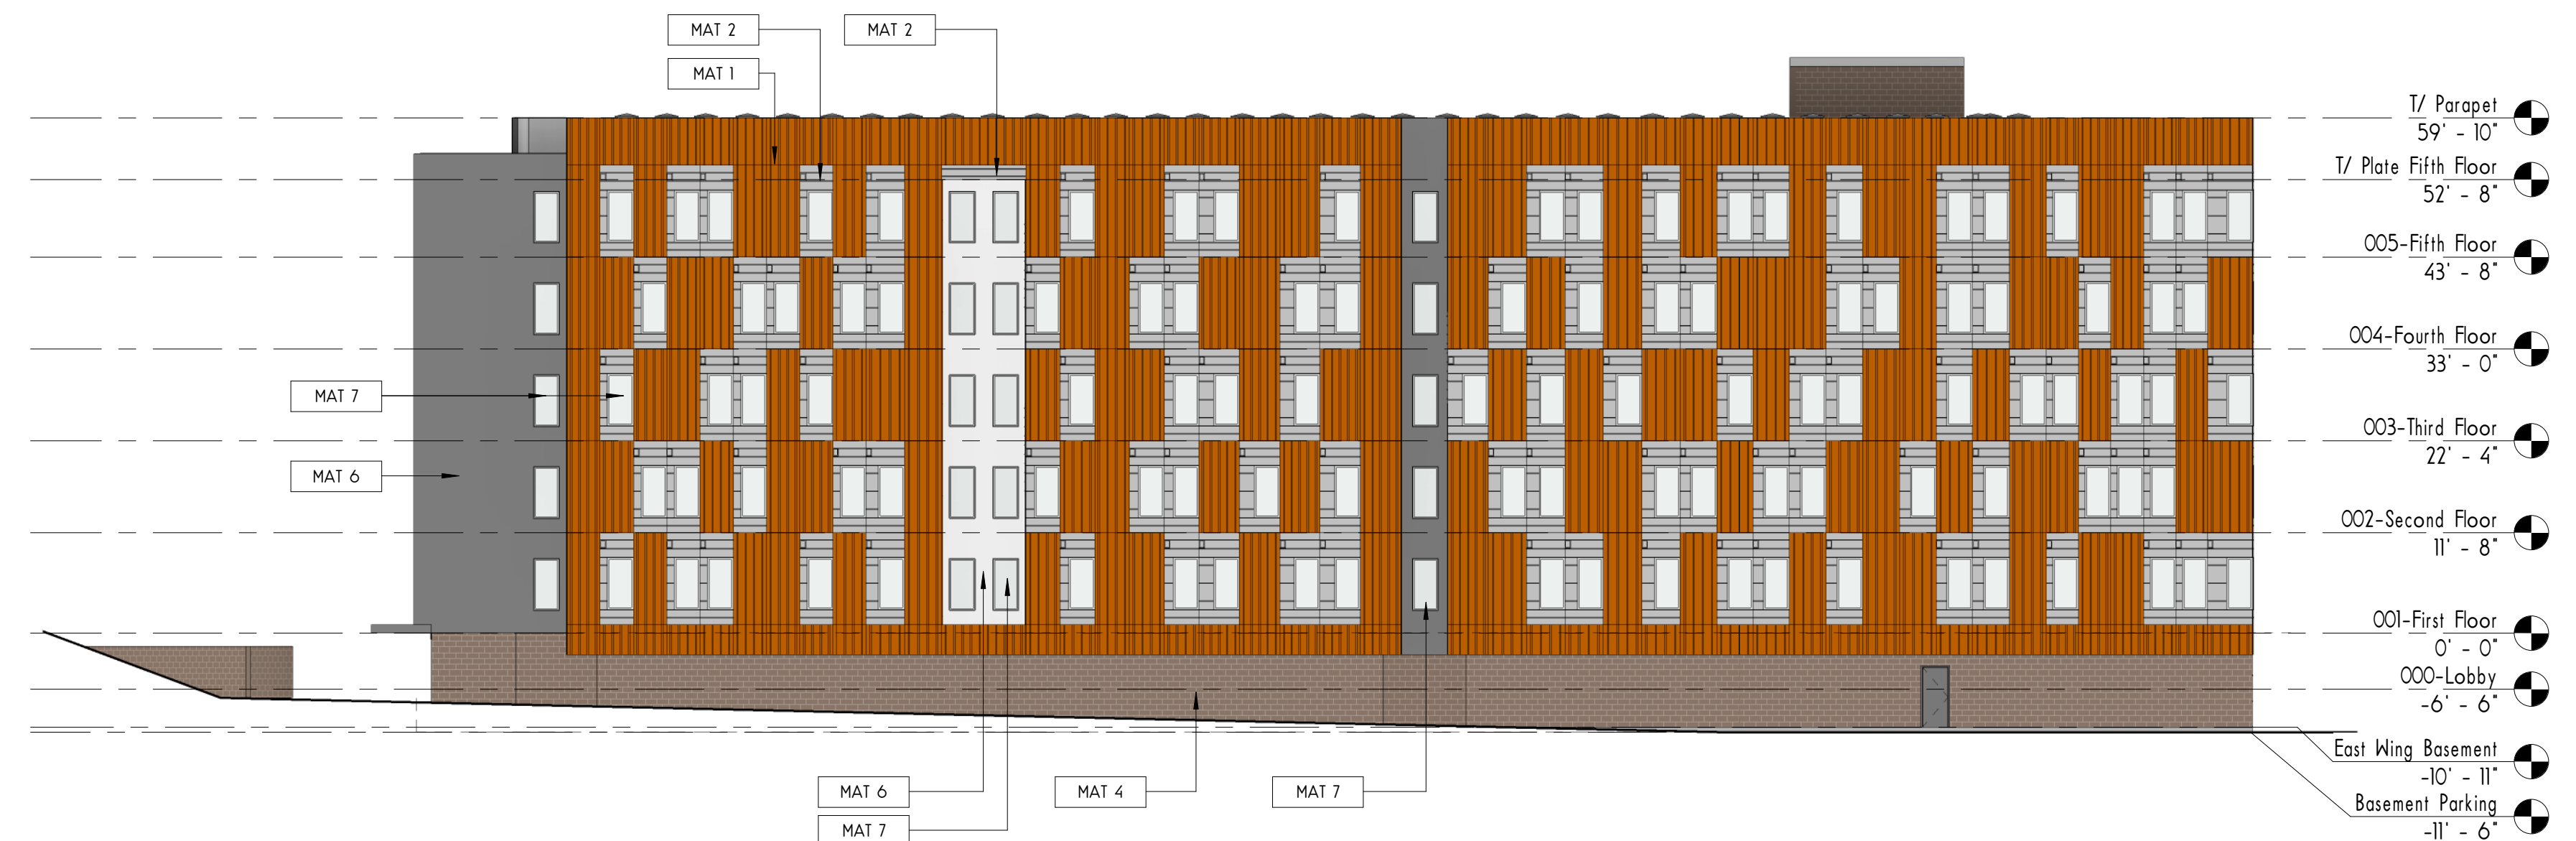 MAT 2
MAT 2
MAT 1
T/ Parapet
59' - 10"
T/ Plate Fifth Floor
52' - 8"
005-Fifth Floor
43' - 8"
004-Fourth Floor
33' - 0"
MAT 7
003-Third Floor
22' - 4"
MAT 6
002-Second Floor
11' - 8"
001-First Floor
0' - 0"
000-Lobby
-6' - 6"
East Wing Basement
-10' - 11"
MAT 6
MAT 4
MAT 7
Basement Parking
-11' - 6"
MAT 7